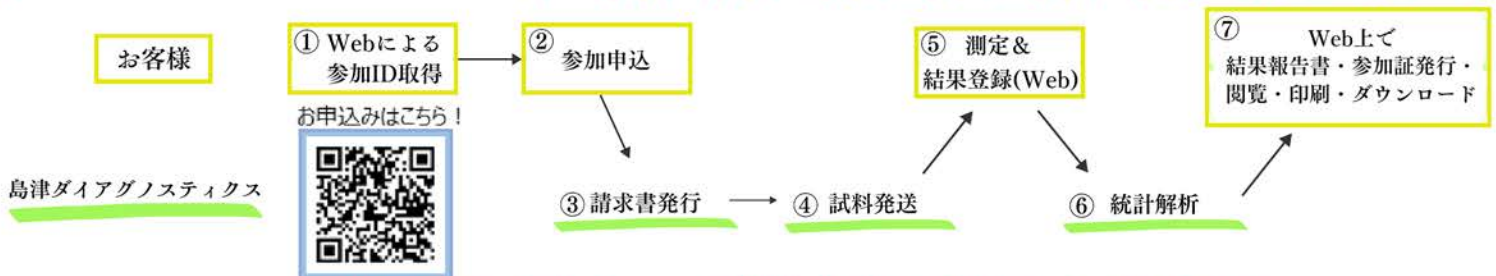 お客様
① Webによる
参加ID取得
② 参加申込
⑤ 測定&
結果登録(Web)
⑦ Web上で
結果報告書・参加証発行・
閲覧・印刷・ダウンロード
お申込みはこちら！
島津ダイアグノスティクス
③ 請求書発行
④ 試料発送
⑥ 統計解析